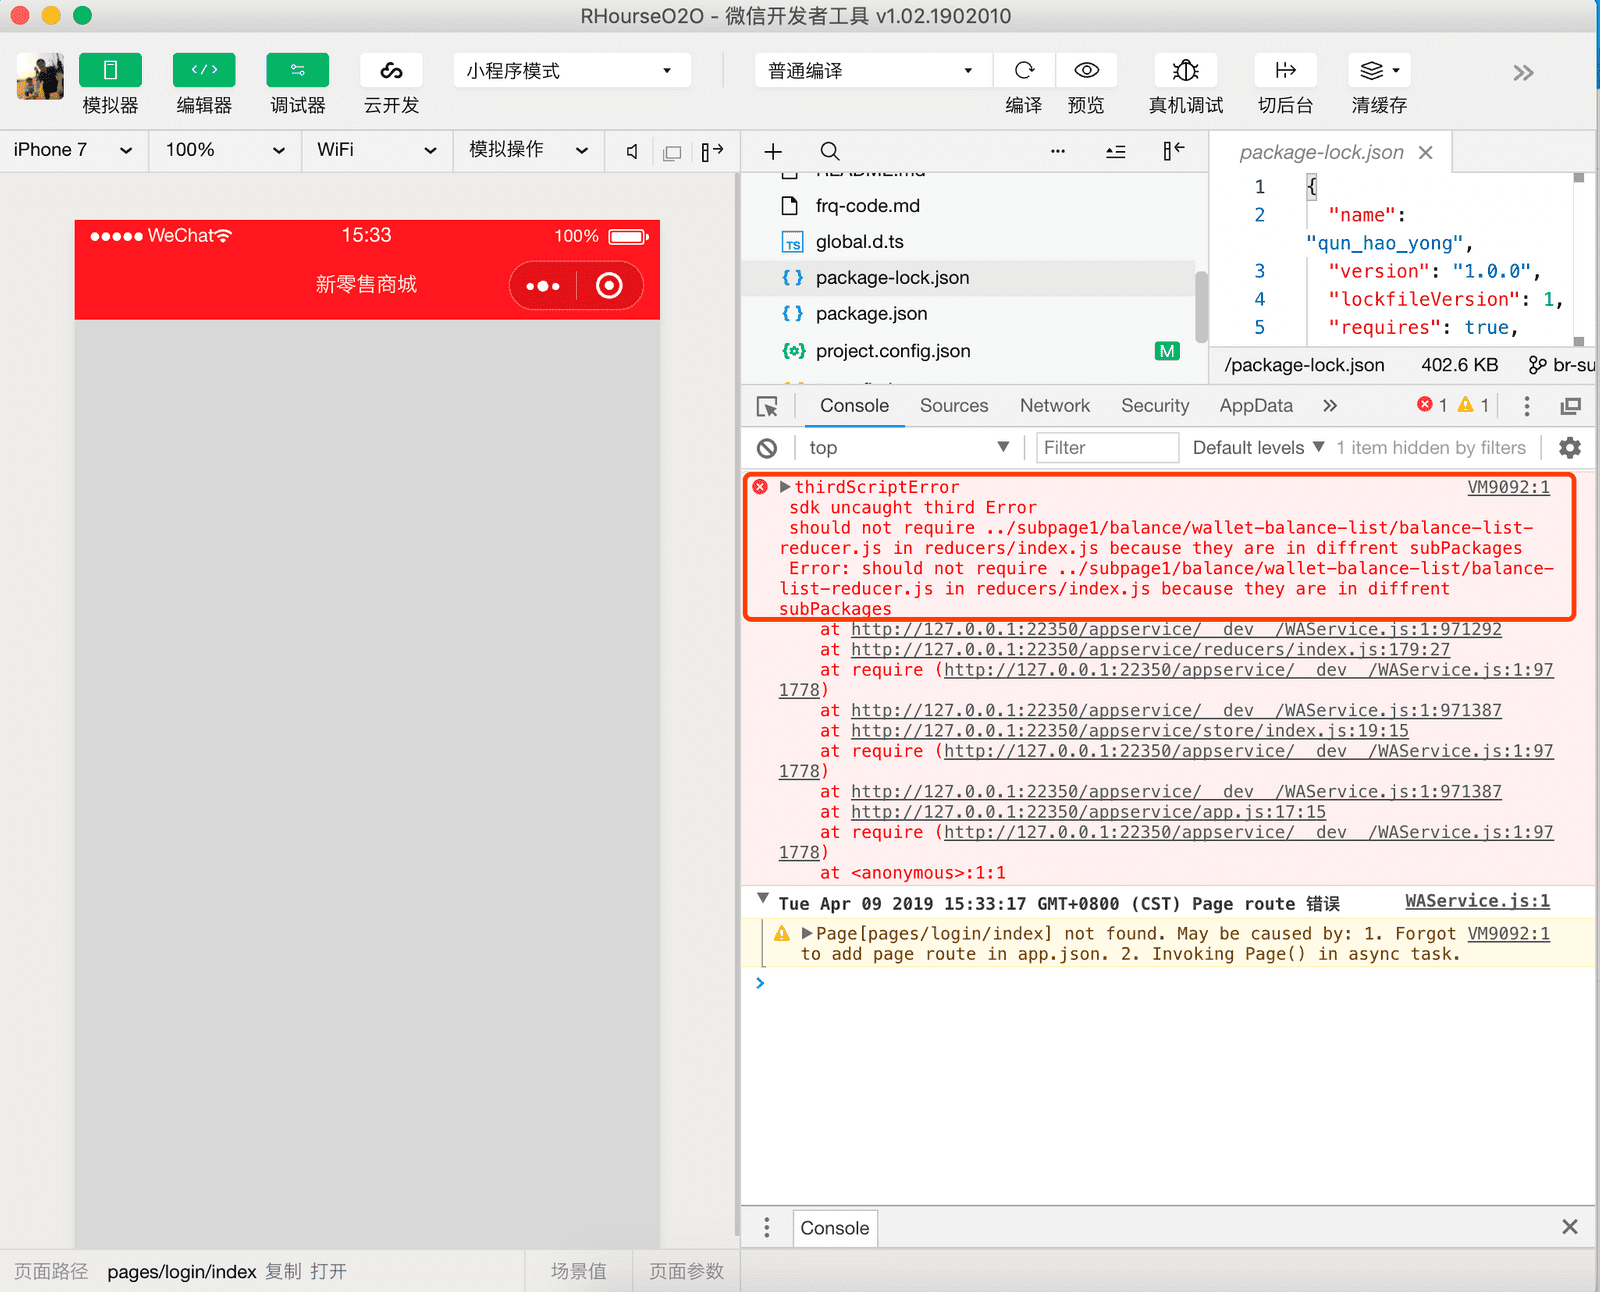 RHourseO2O - 微信开发者工具 v1.02.1902010
模拟器 编辑器 调试器 云开发
小程序模式
普通编译
编译 预览 真机调试 切后台 清缓存
iPhone 7 100% WiFi 模拟操作
WeChat 15:33 100%
新零售商城
README.md
frq-code.md
TS global.d.ts
package-lock.json
package.json
project.config.json M
package-lock.json
1 {
2 "name":
"qun_hao_yong",
3 "version": "1.0.0",
4 "lockfileVersion": 1,
5 "requires": true,
/package-lock.json 402.6 KB br-su
Console Sources Network Security AppData 1 1
top Filter Default levels 1 item hidden by filters
thirdScriptError VM9092:1
sdk uncaught third Error
should not require ../subpage1/balance/wallet-balance-list/balance-list-
reducer.js in reducers/index.js because they are in diffrent subPackages
Error: should not require ../subpage1/balance/wallet-balance-list/balance-
list-reducer.js in reducers/index.js because they are in diffrent
subPackages
at http://127.0.0.1:22350/appservice/__dev__/WAService.js:1:971292
at http://127.0.0.1:22350/appservice/reducers/index.js:179:27
at require (http://127.0.0.1:22350/appservice/__dev__/WAService.js:1:97
1778)
at http://127.0.0.1:22350/appservice/__dev__/WAService.js:1:971387
at http://127.0.0.1:22350/appservice/store/index.js:19:15
at require (http://127.0.0.1:22350/appservice/__dev__/WAService.js:1:97
1778)
at http://127.0.0.1:22350/appservice/__dev__/WAService.js:1:971387
at http://127.0.0.1:22350/appservice/app.js:17:15
at require (http://127.0.0.1:22350/appservice/__dev__/WAService.js:1:97
1778)
at <anonymous>:1:1
Tue Apr 09 2019 15:33:17 GMT+0800 (CST) Page route 错误 WAService.js:1
Page[pages/login/index] not found. May be caused by: 1. Forgot VM9092:1
to add page route in app.json. 2. Invoking Page() in async task.
Console
页面路径 pages/login/index 复制 打开 场景值 页面参数